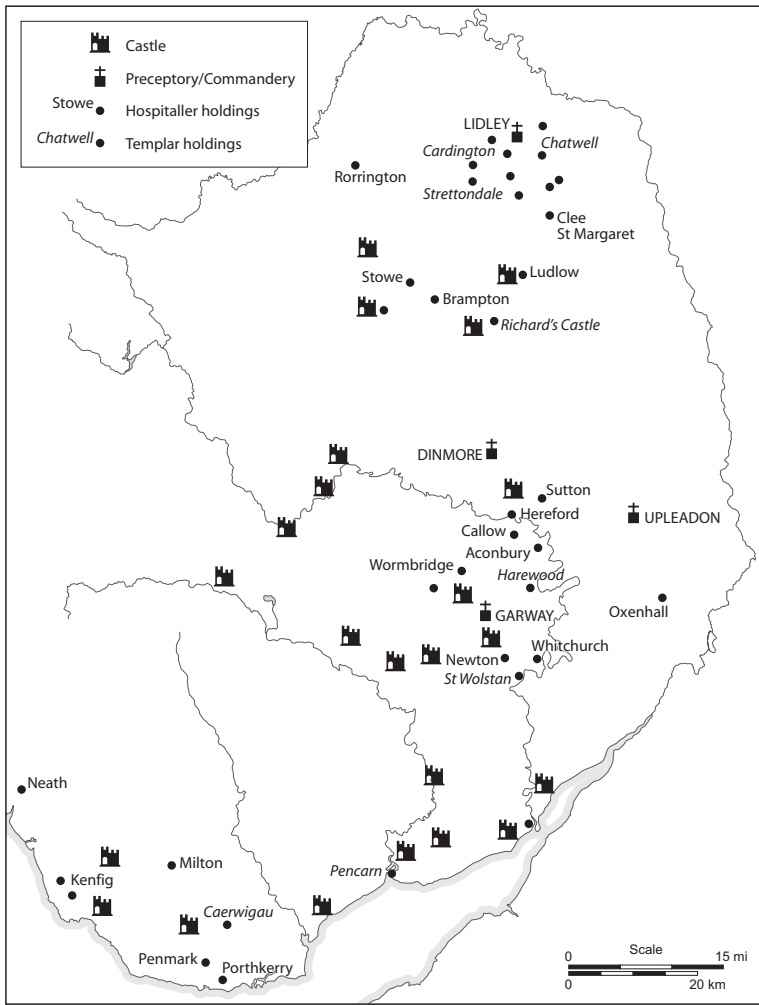 Castle
Preceptory/Commandery
Stowe
Hospitaller holdings
Chatwell
Templar holdings
LIDLEY
Cardington
Chatwell
Rorrington
Strettondale
Clee
St Margaret
Stowe
Ludlow
Brampton
Richard's Castle
DINMORE
Sutton
Hereford
UPLEADON
Callow
Aconbury
Wormbridge
Harewood
GARWAY
Oxenhall
Whitchurch
Newton
St Wolstan
Neath
Milton
Pencarn
Kenfig
Caerwigau
Penmark
Porthkerry
Scale
0 15 mi
0 20 km